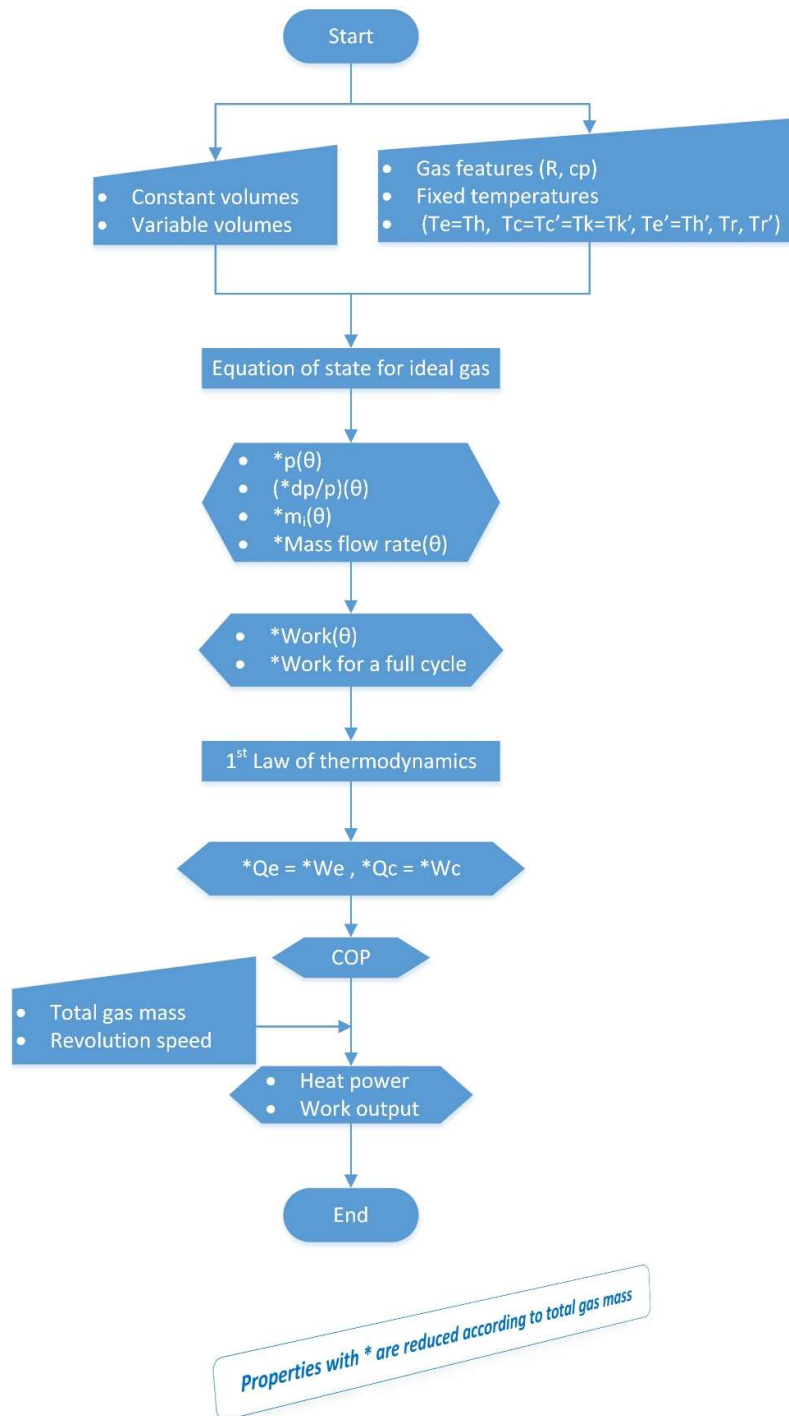 Start
• Constant volumes
• Variable volumes
• Gas features (R, cp)
• Fixed temperatures
• (Te=Th, Tc=Tc’=Tk=Tk’, Te’=Th’, Tr, Tr’)
Equation of state for ideal gas
• *p(θ)
• (*dp/p)(θ)
• *mᵢ(θ)
• *Mass flow rate(θ)
• *Work(θ)
• *Work for a full cycle
1ˢᵗ Law of thermodynamics
*Qe = *We , *Qc = *Wc
COP
• Total gas mass
• Revolution speed
• Heat power
• Work output
End
Properties with * are reduced according to total gas mass